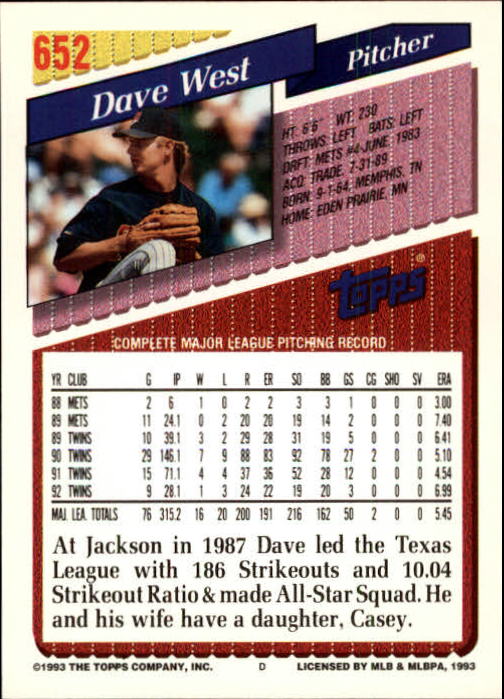 652
Dave West
Pitcher
HT: 6'6" WT: 230
THROWS: LEFT BATS: LEFT
DRFT: METS #4-JUNE, 1983
ACQ: TRADE, 7-31-89
BORN: 9-1-64, MEMPHIS, TN
HOME: EDEN PRAIRIE, MN
TOPPS®
COMPLETE MAJOR LEAGUE PITCHING RECORD
YR CLUB G IP W L R ER SO BB GS CG SHO SV ERA
88 METS 2 6 1 0 2 2 3 3 1 0 0 0 3.00
89 METS 11 24.1 0 2 20 20 19 14 2 0 0 0 7.40
89 TWINS 10 39.1 3 2 29 28 31 19 5 0 0 0 6.41
90 TWINS 29 146.1 7 9 88 83 92 78 27 2 0 0 5.10
91 TWINS 15 71.1 4 4 37 36 52 28 12 0 0 0 4.54
92 TWINS 9 28.1 1 3 24 22 19 20 3 0 0 0 6.99
MAJ. LEA. TOTALS 76 315.2 16 20 200 191 216 162 50 2 0 0 5.45
At Jackson in 1987 Dave led the Texas
League with 186 Strikeouts and 10.04
Strikeout Ratio & made All-Star Squad. He
and his wife have a daughter, Casey.
©1993 THE TOPPS COMPANY, INC. D LICENSED BY MLB & MLBPA, 1993